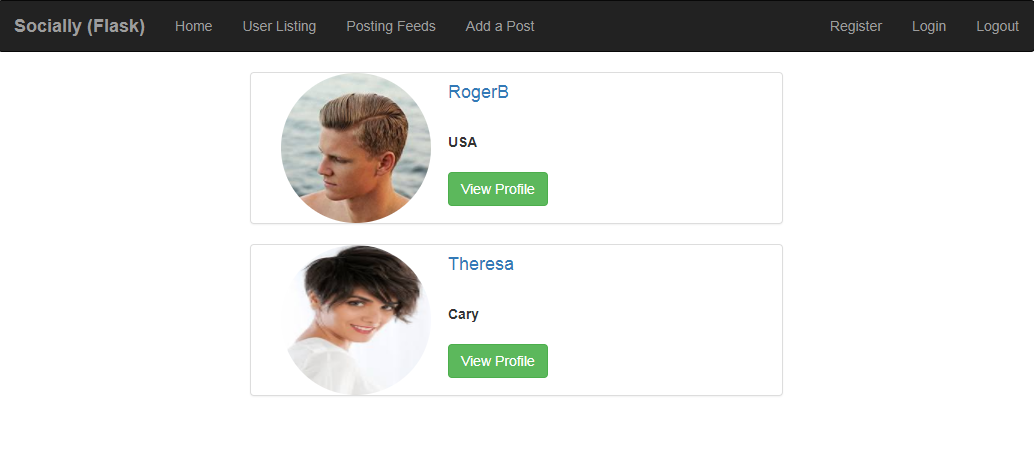 Socially (Flask) Home User Listing Posting Feeds Add a Post Register Login Logout
RogerB
USA
View Profile
Theresa
Cary
View Profile